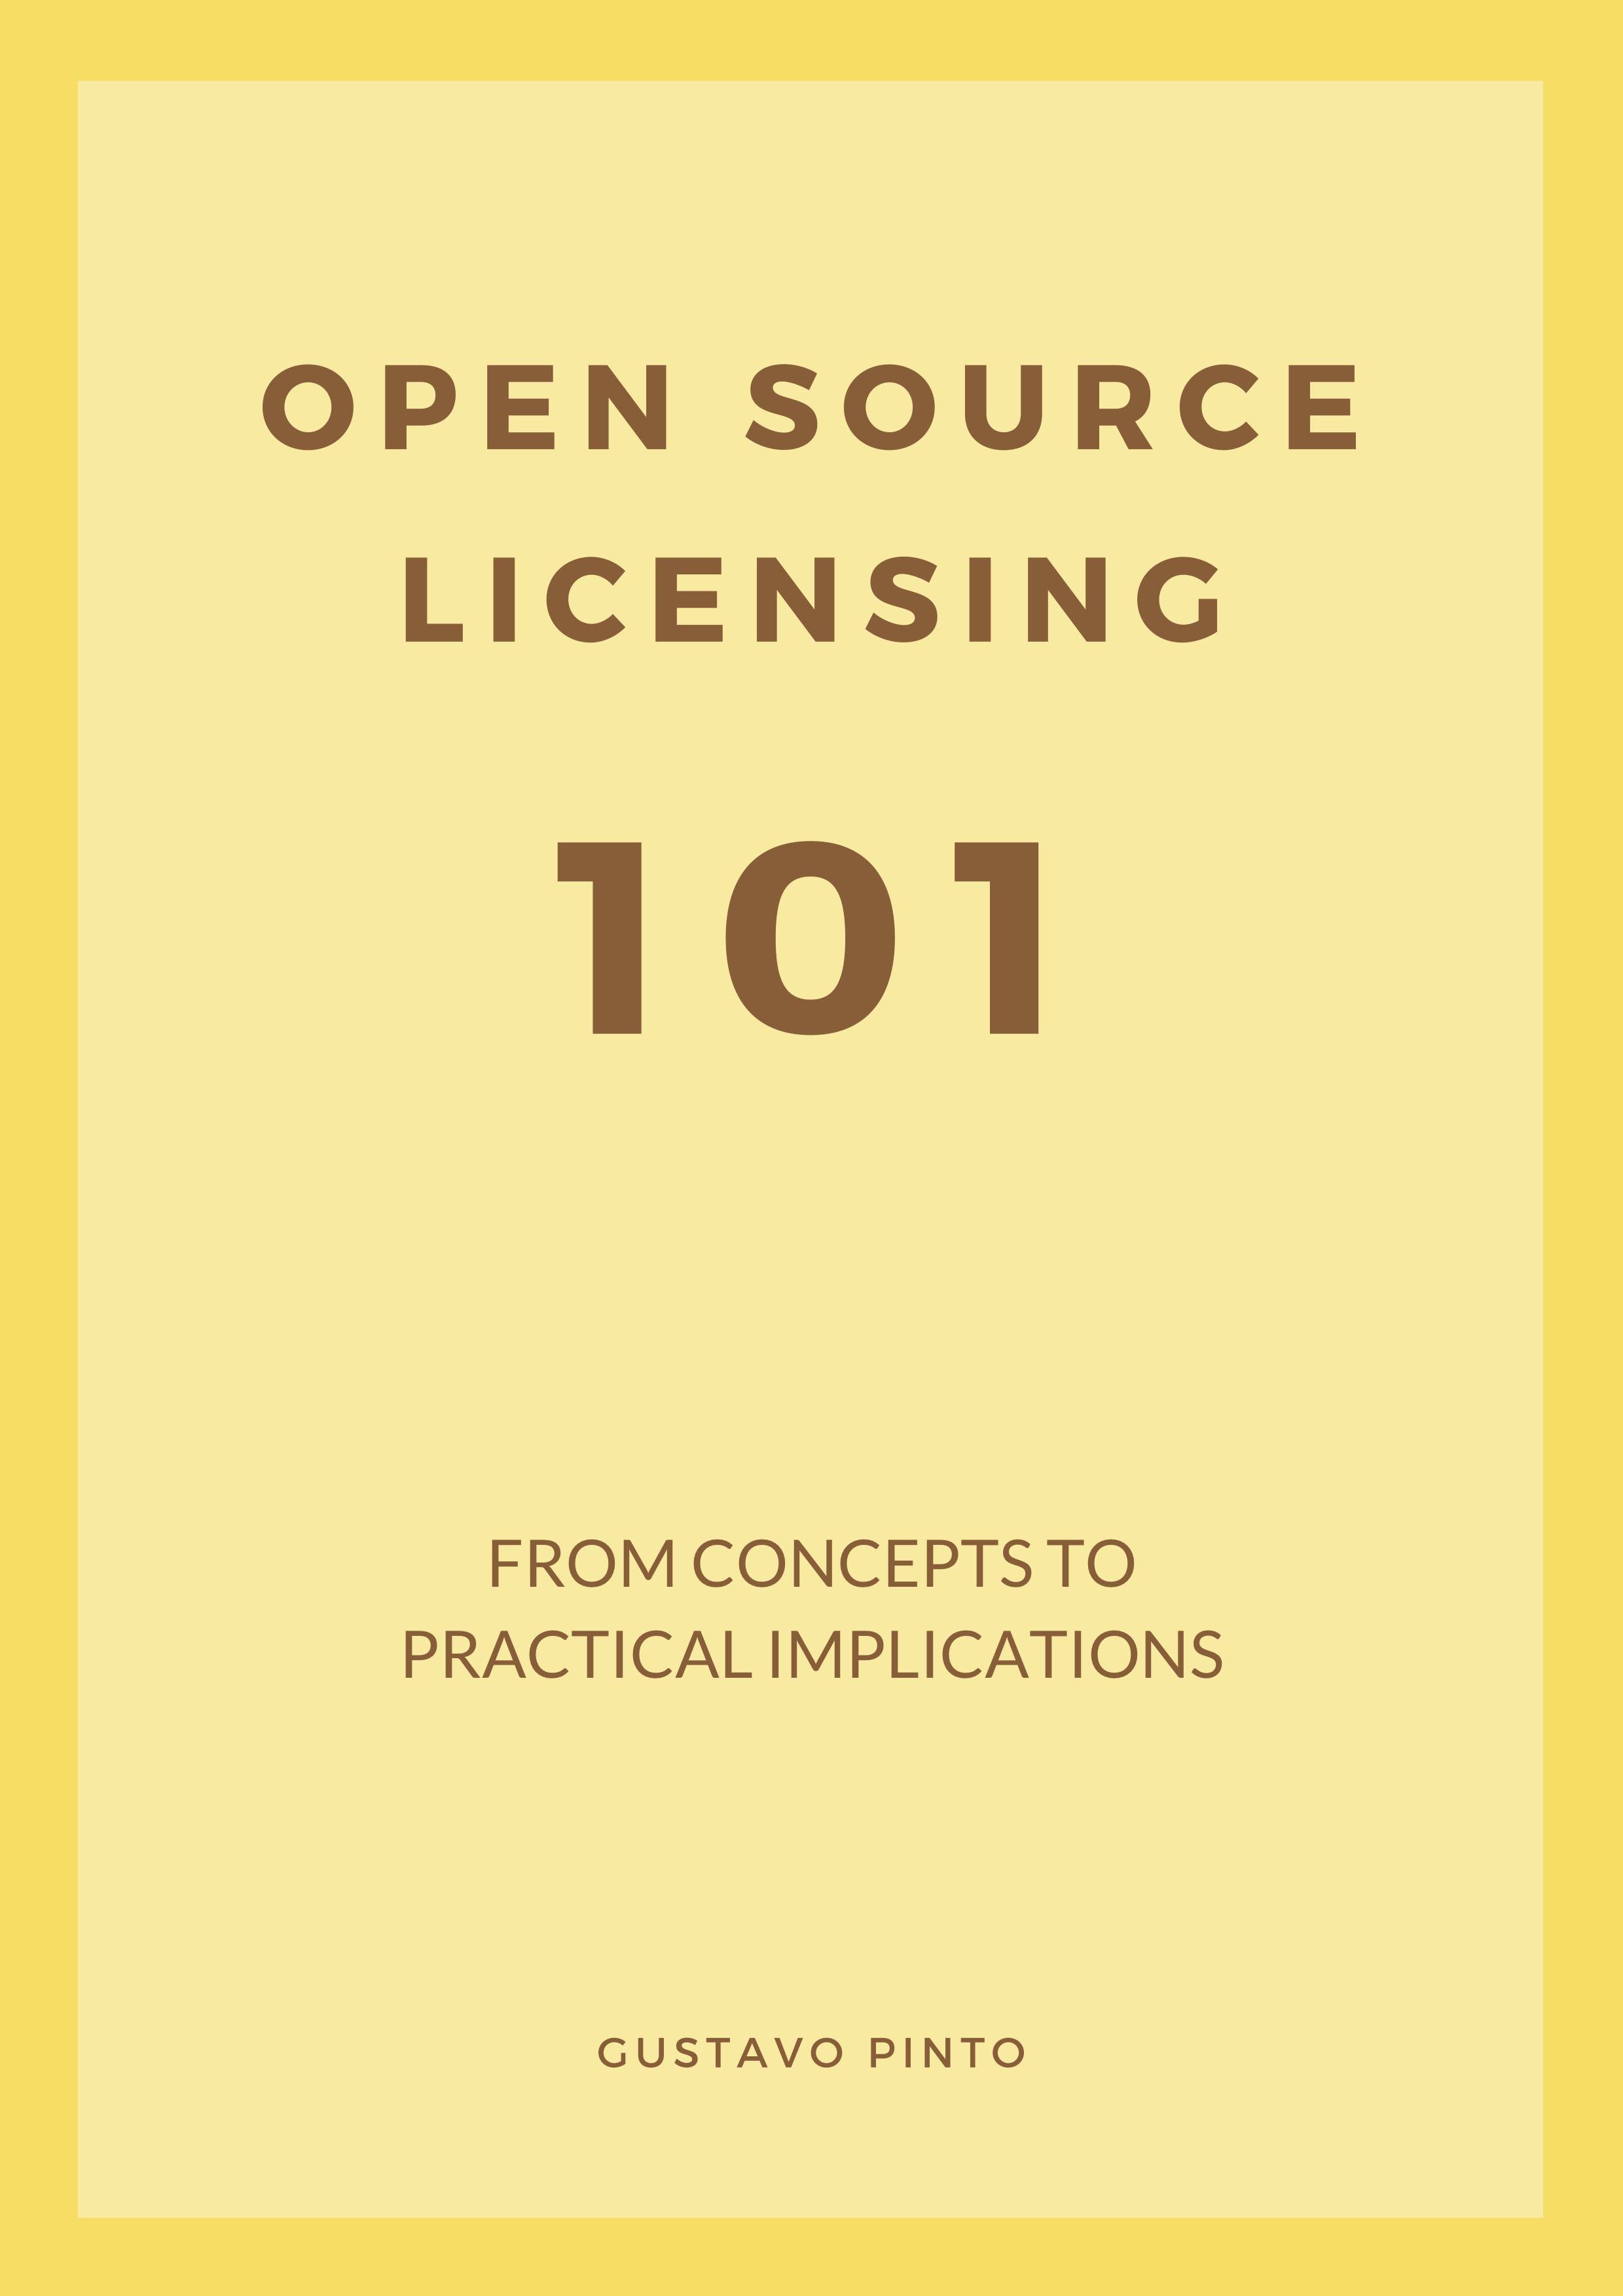 OPEN SOURCE
LICENSING
101
FROM CONCEPTS TO
PRACTICAL IMPLICATIONS
GUSTAVO PINTO